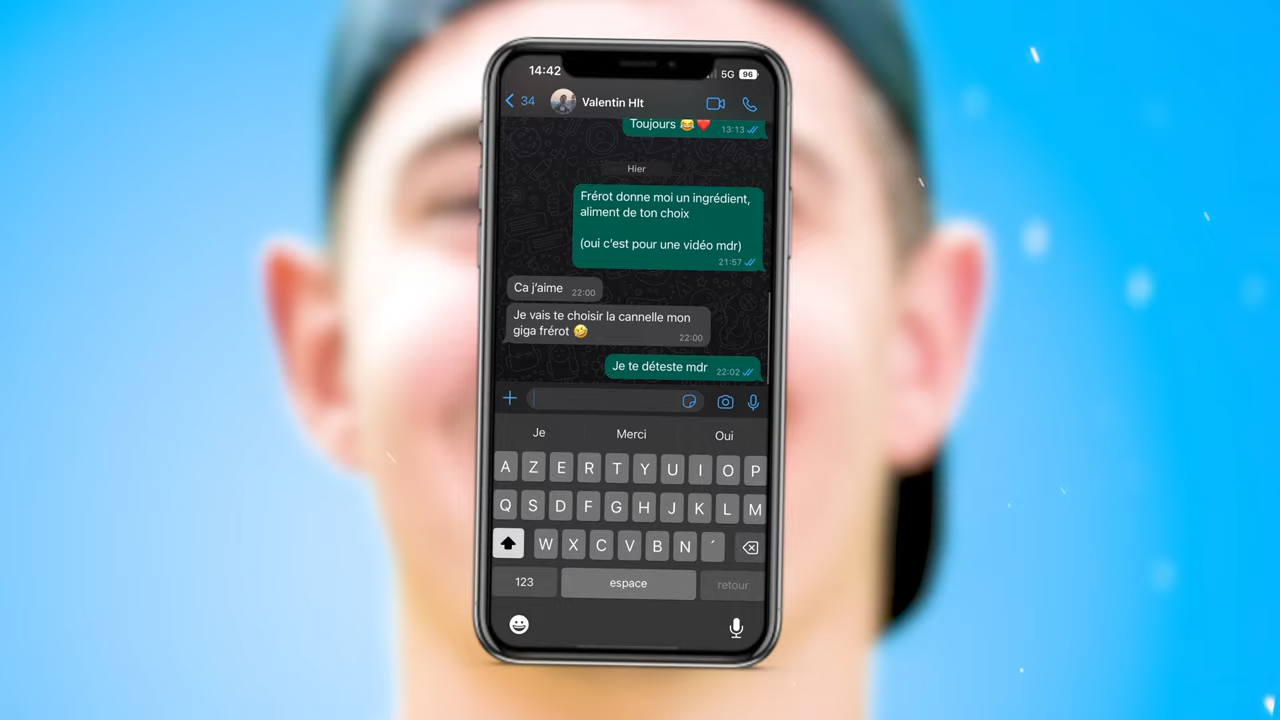 14:42
5G 96
34 Valentin Hlt
Toujours 😂❤️ 13:13
Hier
Frérot donne moi un ingrédient,
aliment de ton choix
(oui c'est pour une vidéo mdr)
21:57
Ca j'aime 22:00
Je vais te choisir la cannelle mon
giga frérot 🤣
22:00
Je te déteste mdr 22:02
Je Merci Oui
A Z E R T Y U I O P
Q S D F G H J K L M
W X C V B N ´
123 espace retour